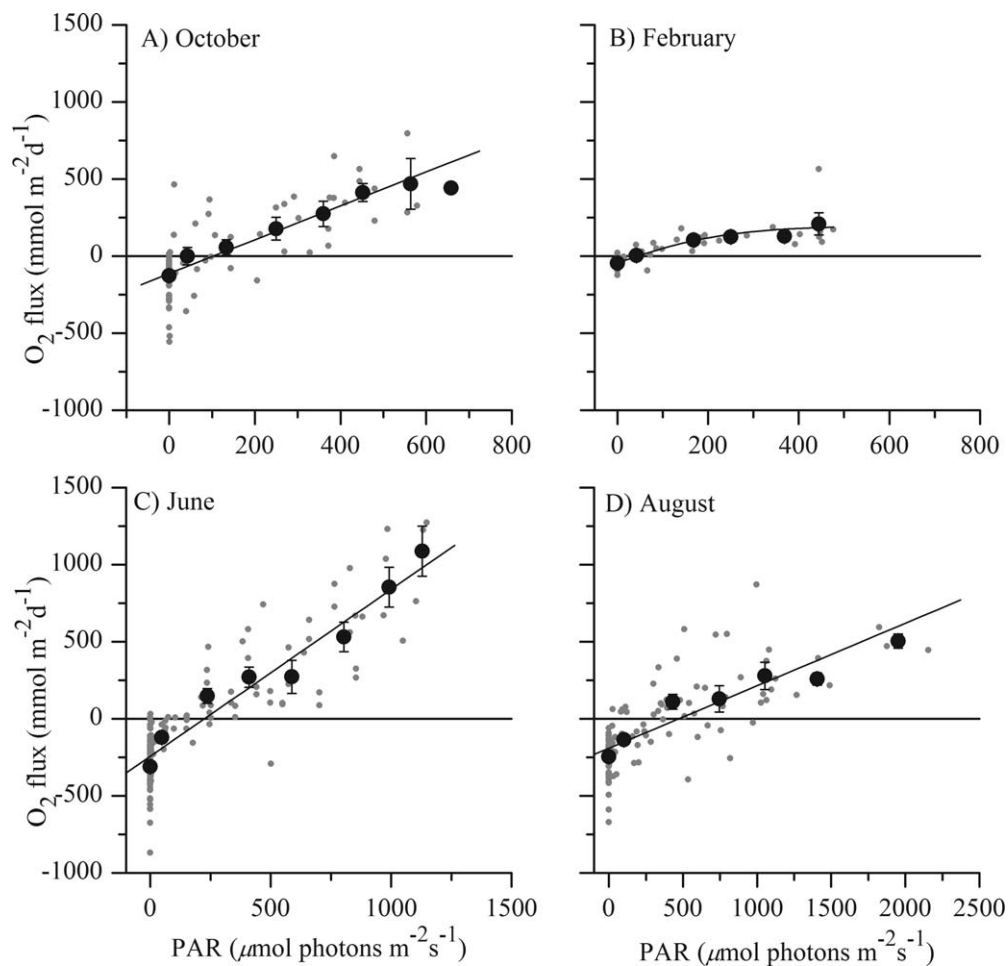 A) October
B) February
1500
1000
500
0
-500
-1000
O2 flux (mmol m-2d-1)
0 200 400 600 800
0 200 400 600 800
C) June
D) August
1500
1000
500
0
-500
-1000
O2 flux (mmol m-2d-1)
0 500 1000 1500
0 500 1000 1500 2000 2500
PAR (μmol photons m-2s-1)
PAR (μmol photons m-2s-1)